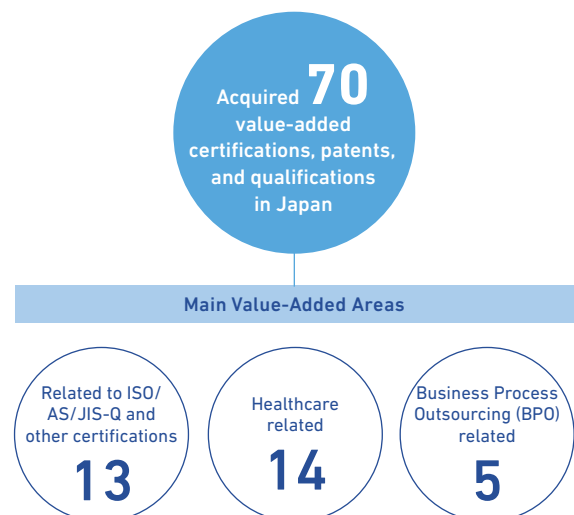 Acquired 70
value-added
certifications, patents,
and qualifications
in Japan
Main Value-Added Areas
Related to ISO/
AS/JIS-Q and
other certifications
13
Healthcare
related
14
Business Process
Outsourcing (BPO)
related
5